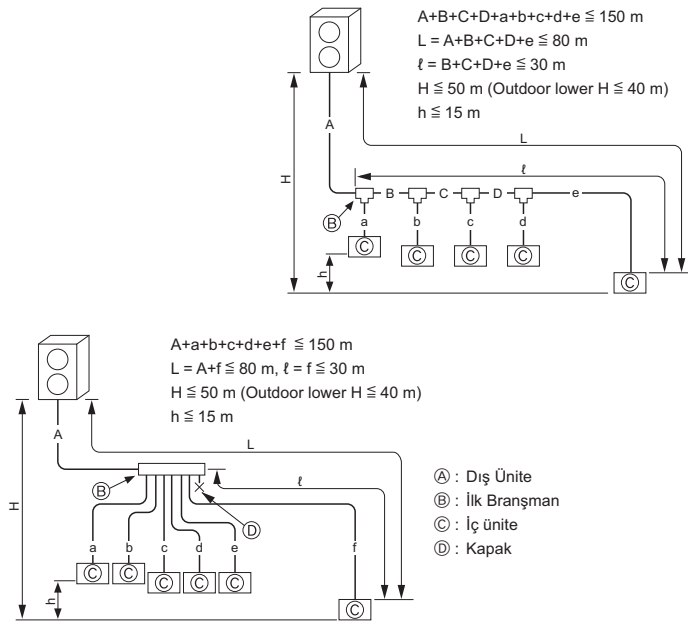 A+B+C+D+a+b+c+d+e ≦ 150 m
L = A+B+C+D+e ≦ 80 m
ℓ = B+C+D+e ≦ 30 m
H ≦ 50 m (Outdoor lower H ≦ 40 m)
h ≦ 15 m
A
L
H
ℓ
B C D e
Ⓑ
a b c d
Ⓒ Ⓒ Ⓒ Ⓒ
h
Ⓒ
A+a+b+c+d+e+f ≦ 150 m
L = A+f ≦ 80 m, ℓ = f ≦ 30 m
H ≦ 50 m (Outdoor lower H ≦ 40 m)
h ≦ 15 m
A
L
H
ℓ
Ⓑ
Ⓓ
a b c d e f
Ⓒ Ⓒ Ⓒ Ⓒ Ⓒ
h
Ⓒ
Ⓐ : Dış Ünite
Ⓑ : İlk Branşman
Ⓒ : İç ünite
Ⓓ : Kapak